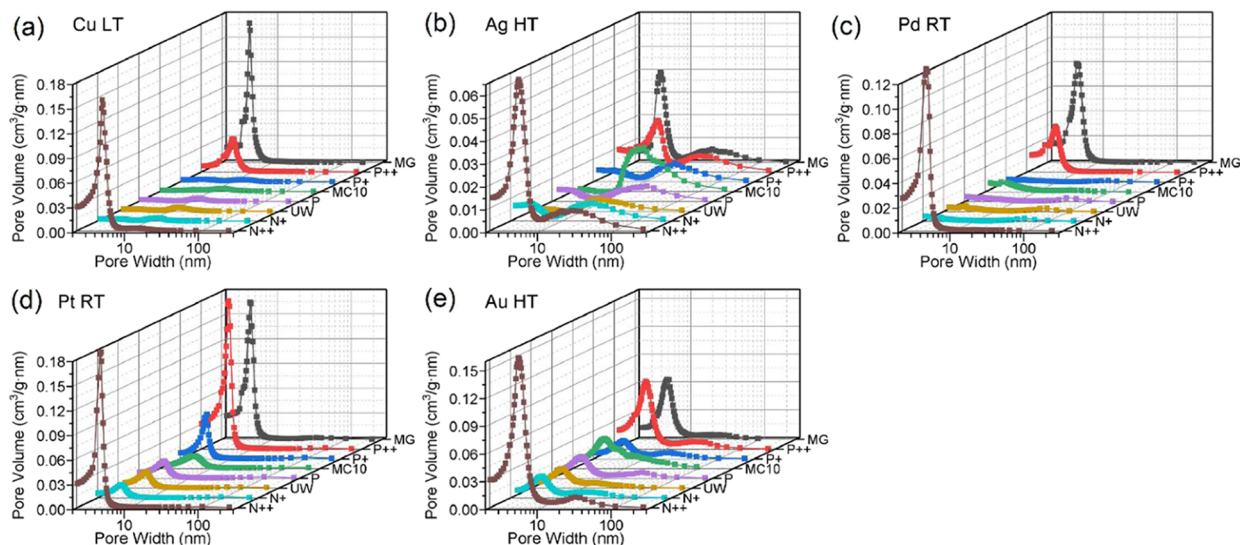 (a) Cu LT
Pore Volume (cm³/g·nm)
0.18
0.15
0.12
0.09
0.06
0.03
0.00
10 100
Pore Width (nm)
MG
P++
P+
MC10
P
UW
N+
N++
(b) Ag HT
Pore Volume (cm³/g·nm)
0.06
0.05
0.04
0.03
0.02
0.01
0.00
10 100
Pore Width (nm)
MG
P++
P+
MC10
P
UW
N+
N++
(c) Pd RT
Pore Volume (cm³/g·nm)
0.12
0.10
0.08
0.06
0.04
0.02
0.00
10 100
Pore Width (nm)
MG
P++
P+
MC10
P
UW
N+
N++
(d) Pt RT
Pore Volume (cm³/g·nm)
0.18
0.15
0.12
0.09
0.06
0.03
0.00
10 100
Pore Width (nm)
MG
P++
P+
MC10
P
UW
N+
N++
(e) Au HT
Pore Volume (cm³/g·nm)
0.15
0.12
0.09
0.06
0.03
0.00
10 100
Pore Width (nm)
MG
P++
P+
MC10
P
UW
N+
N++